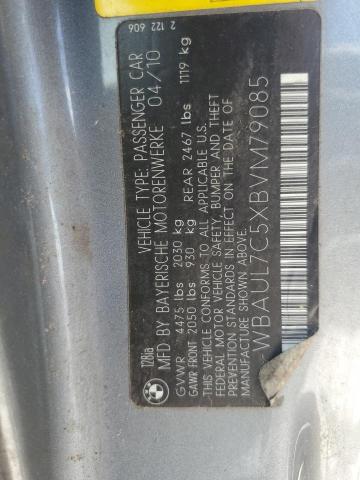 2 122 606
VEHICLE TYPE: PASSENGER CAR
MFD BY BAYERISCHE MOTORENWERKE 04/10
128ia
GVWR 4475 lbs 2030 kg
GAWR FRONT 2050 lbs 930 kg REAR 2467 lbs 1119 kg
"THIS VEHICLE CONFORMS TO ALL APPLICABLE U.S.
FEDERAL MOTOR VEHICLE SAFETY, BUMPER AND THEFT
PREVENTION STANDARDS IN EFFECT ON THE DATE OF
MANUFACTURE SHOWN ABOVE."
WBAUL7C5XBVM79085